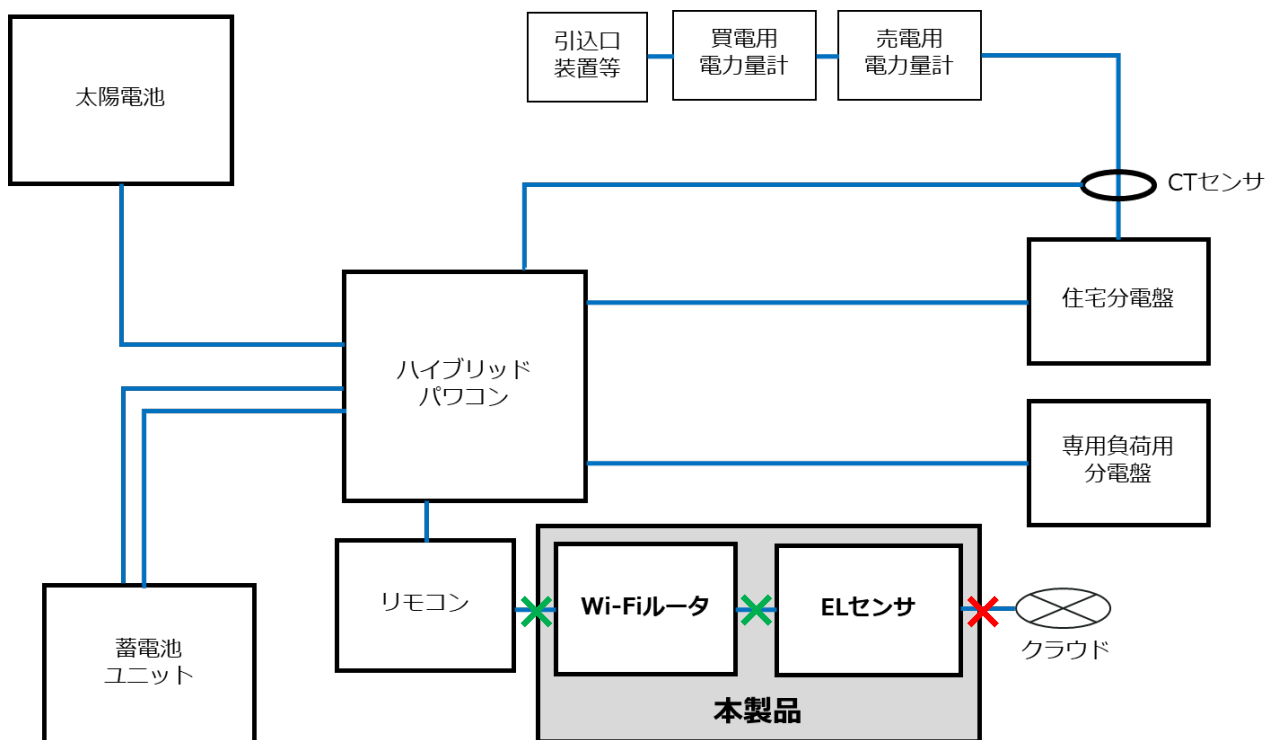 太陽電池
引込口
装置等
買電用
電力量計
売電用
電力量計
CTセンサ
住宅分電盤
ハイブリッド
パワコン
専用負荷用
分電盤
リモコン
Wi-Fiルータ
ELセンサ
クラウド
蓄電池
ユニット
本製品